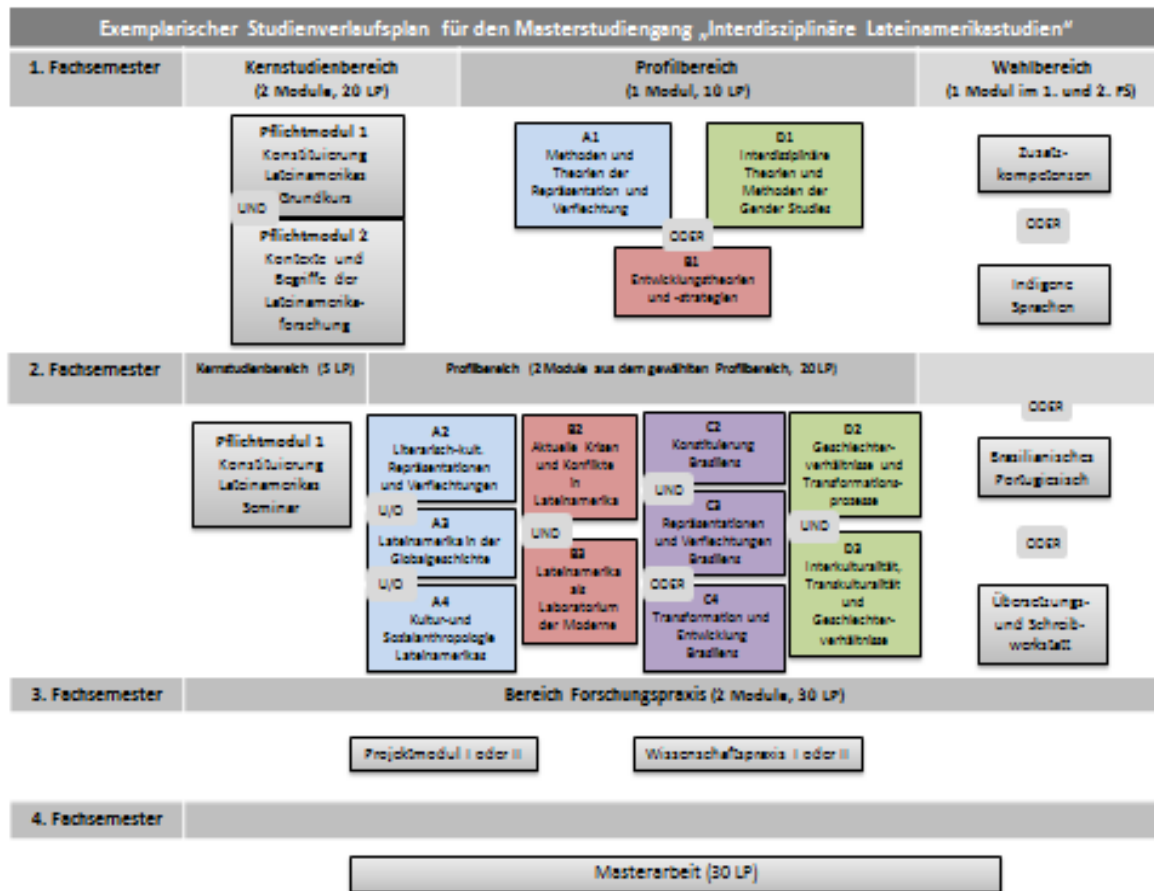 Exemplarischer Studienverlaufsplan für den Masterstudiengang „Interdisziplinäre Lateinamerikastudien“
1. Fachsemester
Kernstudienbereich
(2 Module, 20 LP)
Profilbereich
(1 Modul, 10 LP)
Wahlbereich
(1 Modul im 1. und 2. FS)
Pflichtmodul 1
Konstituierung
Lateinamerikas
Grundkurs
UND
Pflichtmodul 2
Kontexte und
Begriffe der
Lateinamerika-
forschung
A1
Methoden und
Theorien der
Repräsentation und
Verflechtung
D1
Interdisziplinäre
Theorien und
Methoden der
Gender Studies
ODER
B1
Entwicklungstheorien
und -strategien
Zusatz-
kompetenzen
ODER
Indigene
Sprachen
2. Fachsemester
Kernstudienbereich (5 LP)
Profilbereich (2 Module aus dem gewählten Profilbereich, 20 LP)
Pflichtmodul 1
Konstituierung
Lateinamerikas
Seminar
A2
Literarisch-kult.
Repräsentationen
und Verflechtungen
U/O
A3
Lateinamerika in der
Globalgeschichte
U/O
A4
Kultur-und
Sozialanthropologie
Lateinamerikas
B2
Aktuelle Krisen
und Konflikte
in
Lateinamerika
UND
B3
Lateinamerika
als
Laboratorium
der Moderne
C2
Konstituierung
Brasiliens
UND
C3
Repräsentationen
und Verflechtungen
Brasiliens
ODER
C4
Transformation und
Entwicklung
Brasiliens
D2
Geschlechter-
verhältnisse und
Transformations-
prozesse
UND
D3
Interkulturalität,
Transkulturalität
und
Geschlechter-
verhältnisse
ODER
Brasilianisches
Portugiesisch
ODER
Übersetzungs-
und Schreib-
werkstatt
3. Fachsemester
Bereich Forschungspraxis (2 Module, 30 LP)
Projektmodul I oder II
Wissenschaftspraxis I oder II
4. Fachsemester
Masterarbeit (30 LP)